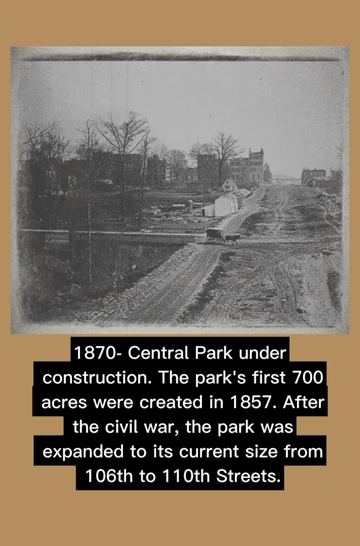 1870- Central Park under
construction. The park's first 700
acres were created in 1857. After
the civil war, the park was
expanded to its current size from
106th to 110th Streets.